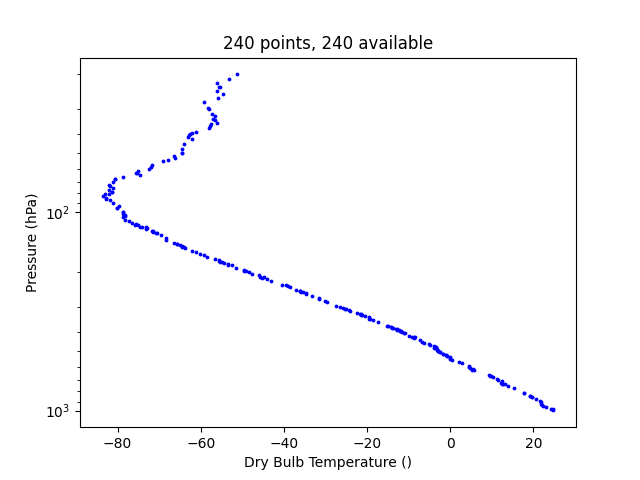 240 points, 240 available
Pressure (hPa)
10²
10³
−80 −60 −40 −20 0 20
Dry Bulb Temperature ()